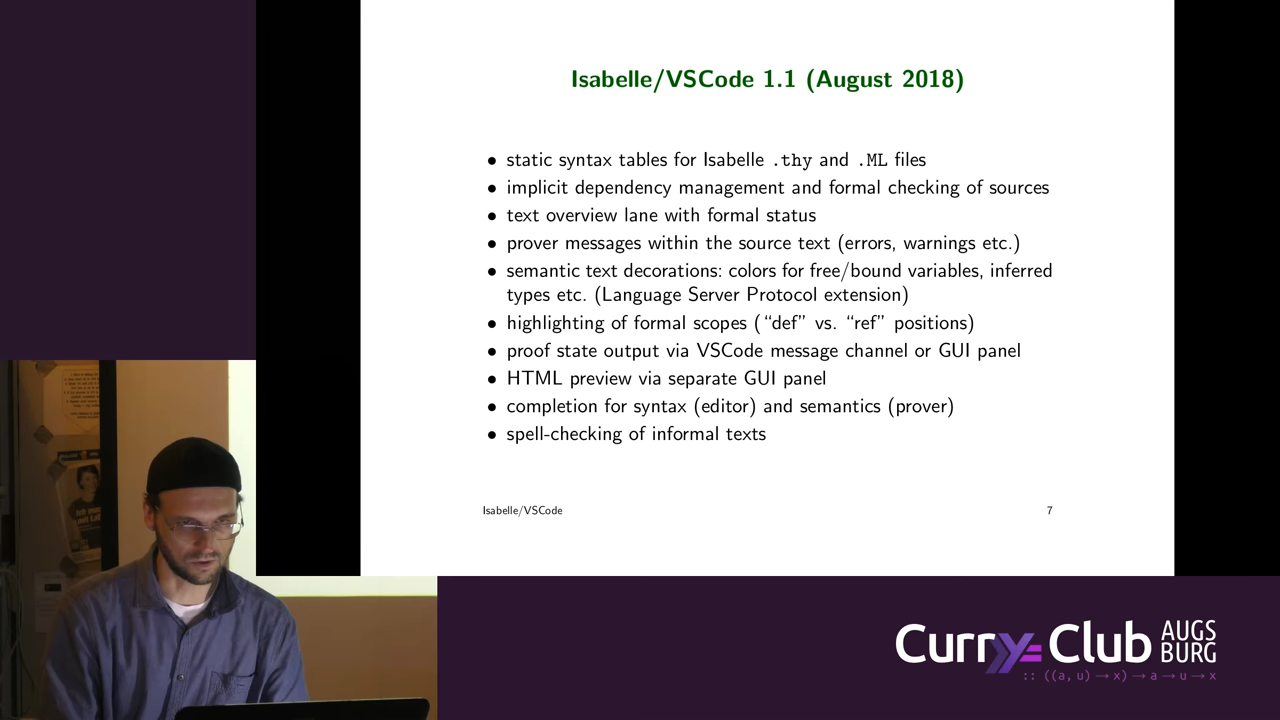 Isabelle/VSCode 1.1 (August 2018)
• static syntax tables for Isabelle .thy and .ML files
• implicit dependency management and formal checking of sources
• text overview lane with formal status
• prover messages within the source text (errors, warnings etc.)
• semantic text decorations: colors for free/bound variables, inferred
types etc. (Language Server Protocol extension)
• highlighting of formal scopes (“def” vs. “ref” positions)
• proof state output via VSCode message channel or GUI panel
• HTML preview via separate GUI panel
• completion for syntax (editor) and semantics (prover)
• spell-checking of informal texts
Isabelle/VSCode 7
Curry Club AUGS
BURG
:: ((a, u) → x) → a → u → x